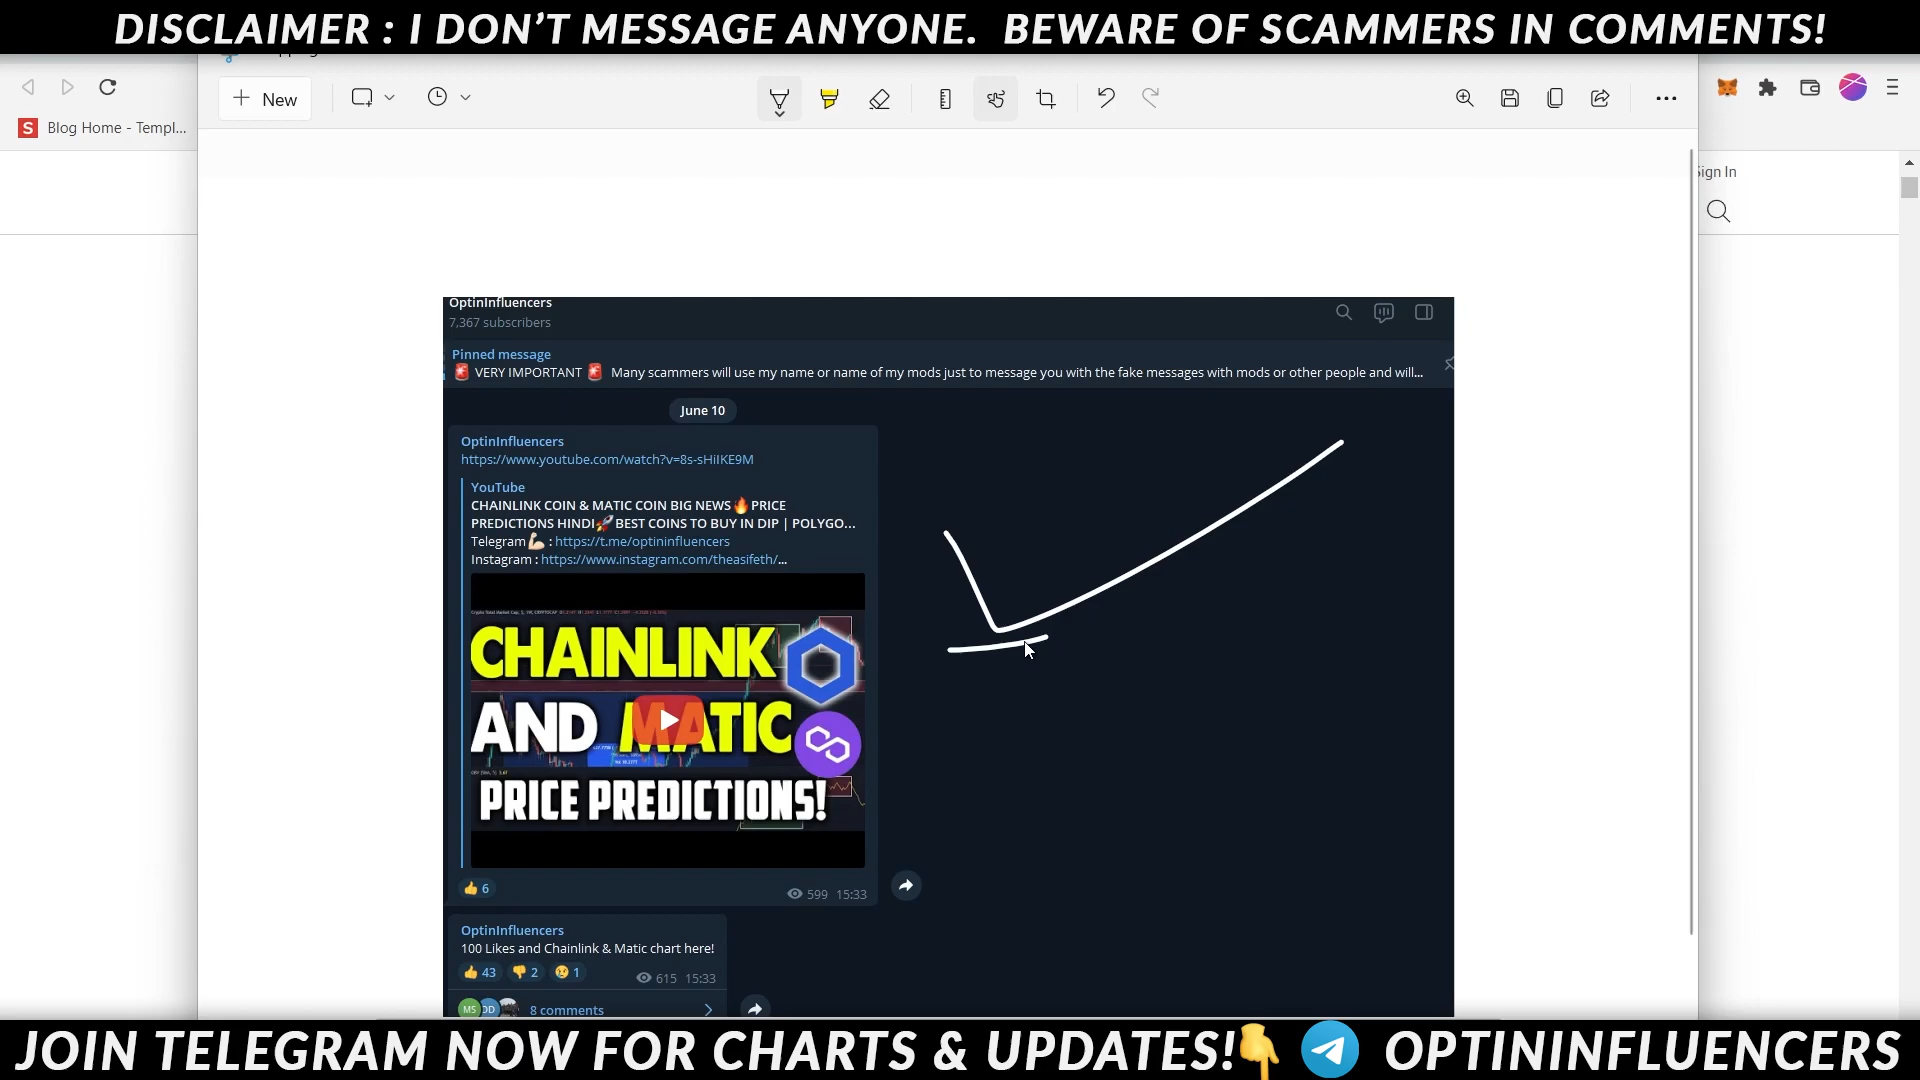 DISCLAIMER : I DON'T MESSAGE ANYONE.  BEWARE OF SCAMMERS IN COMMENTS!
New
Blog Home - Templ...
Sign In
OptinInfluencers
7,367 subscribers
Pinned message
🚨 VERY IMPORTANT 🚨 Many scammers will use my name or name of my mods just to message you with the fake messages with mods or other people and will...
June 10
OptinInfluencers
https://www.youtube.com/watch?v=8s-sHiIKE9M
YouTube
CHAINLINK COIN & MATIC COIN BIG NEWS🔥PRICE
PREDICTIONS HINDI🚀BEST COINS TO BUY IN DIP | POLYGO...
Telegram💪🏻 : https://t.me/optininfluencers
Instagram : https://www.instagram.com/theasifeth/...
CHAINLINK
AND MATIC
PRICE PREDICTIONS!
👍 6
599 15:33
OptinInfluencers
100 Likes and Chainlink & Matic chart here!
👍 43 👎 2 😢 1 615 15:33
MS DD 8 comments
JOIN TELEGRAM NOW FOR CHARTS & UPDATES!👇 OPTININFLUENCERS